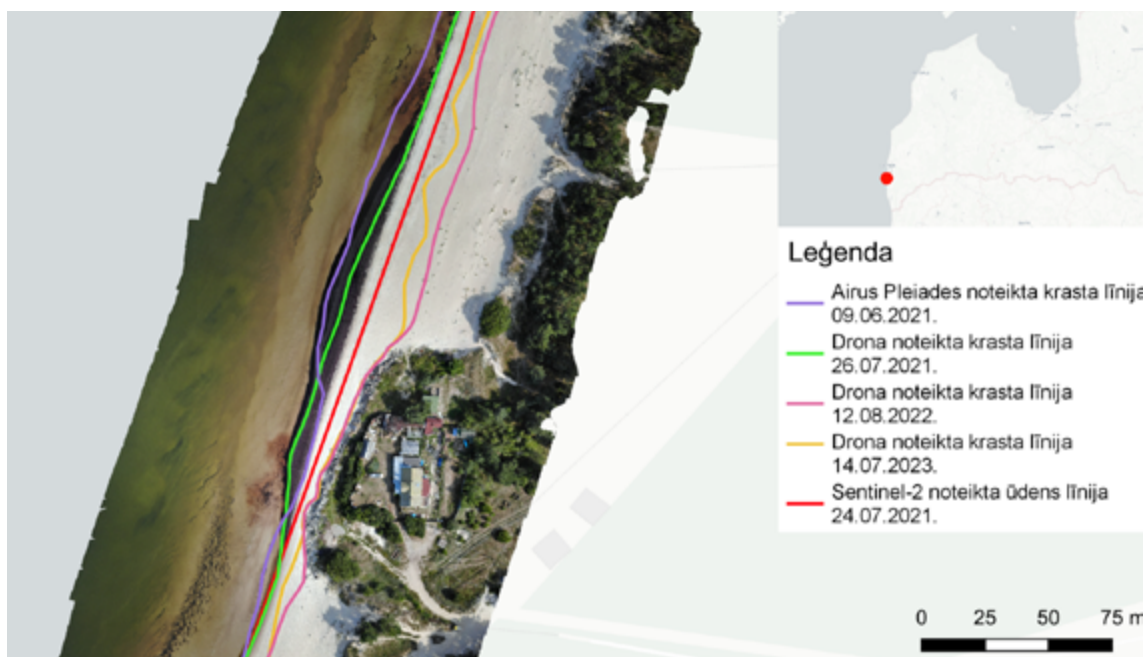 Leģenda
Airus Pleiades noteikta krasta līnija
09.06.2021.
Drona noteikta krasta līnija
26.07.2021.
Drona noteikta krasta līnija
12.08.2022.
Drona noteikta krasta līnija
14.07.2023.
Sentinel-2 noteikta ūdens līnija
24.07.2021.
0 25 50 75 m